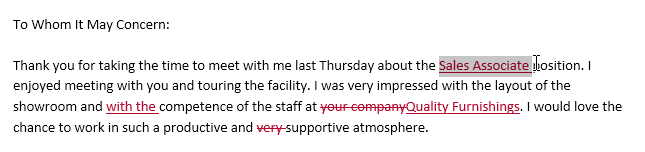 To Whom It May Concern:
Thank you for taking the time to meet with me last Thursday about the Sales Associate position. I
enjoyed meeting with you and touring the facility. I was very impressed with the layout of the
showroom and with the competence of the staff at your companyQuality Furnishings. I would love the
chance to work in such a productive and very supportive atmosphere.